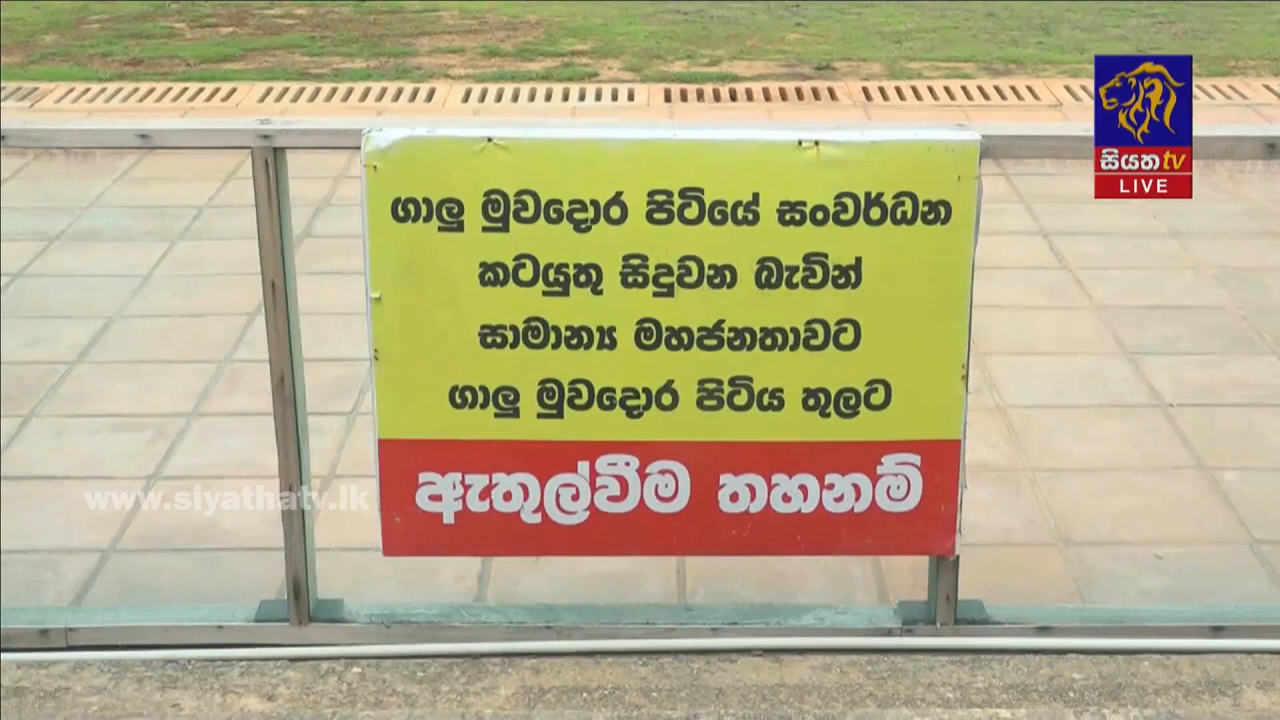 සියත tv
LIVE
ගාලු මුවදොර පිටියේ සංවර්ධන
කටයුතු සිදුවන බැවින්
සාමාන්‍ය මහජනතාවට
ගාලු මුවදොර පිටිය තුලට
ඇතුල්වීම තහනම්
www.siyathatv.lk